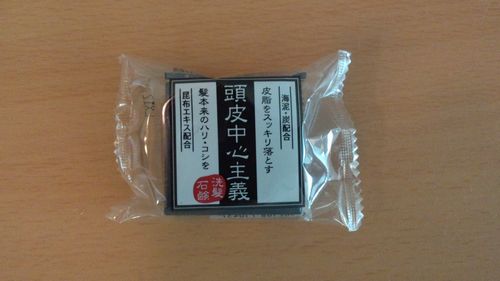 海泥・炭配合
皮脂をスッキリ落とす
頭皮中心主義
洗髪
石鹸
髪本来のハリ・コシを
昆布エキス配合